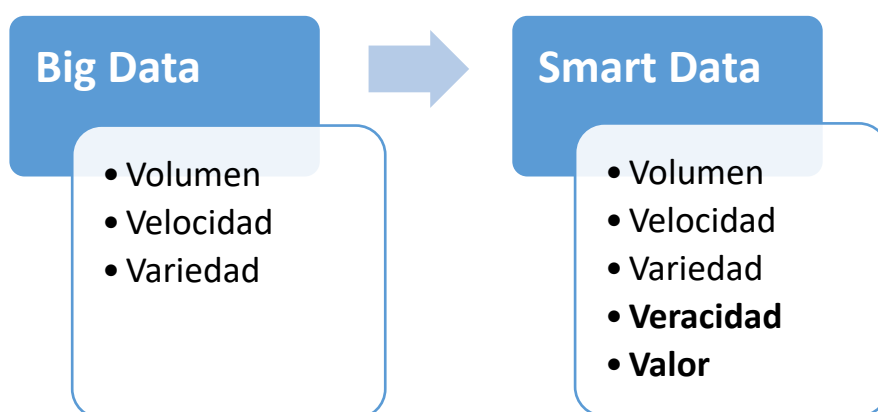 Big Data
• Volumen
• Velocidad
• Variedad
Smart Data
• Volumen
• Velocidad
• Variedad
• Veracidad
• Valor